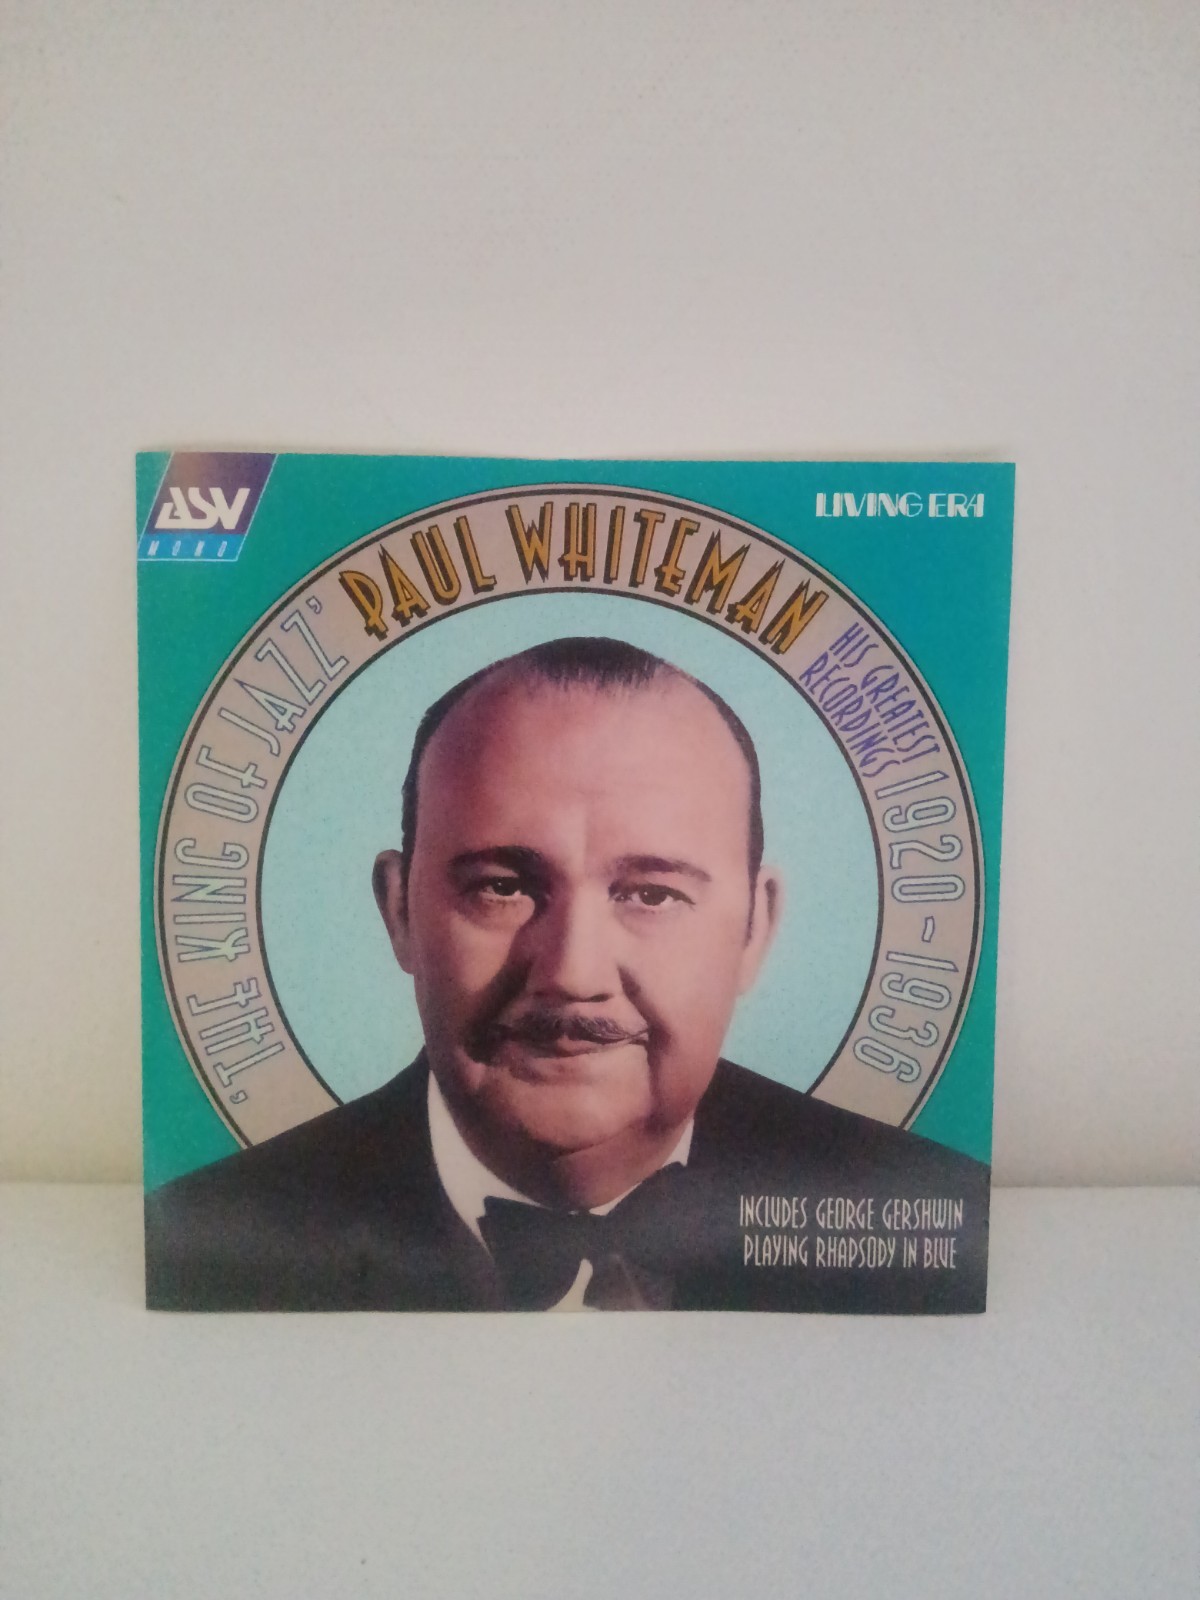 ASV
MONO
LIVING ERA
'THE KING OF JAZZ' PAUL WHITEMAN HIS GREATEST
RECORDINGS 1920-1936
INCLUDES GEORGE GERSHWIN
PLAYING RHAPSODY IN BLUE